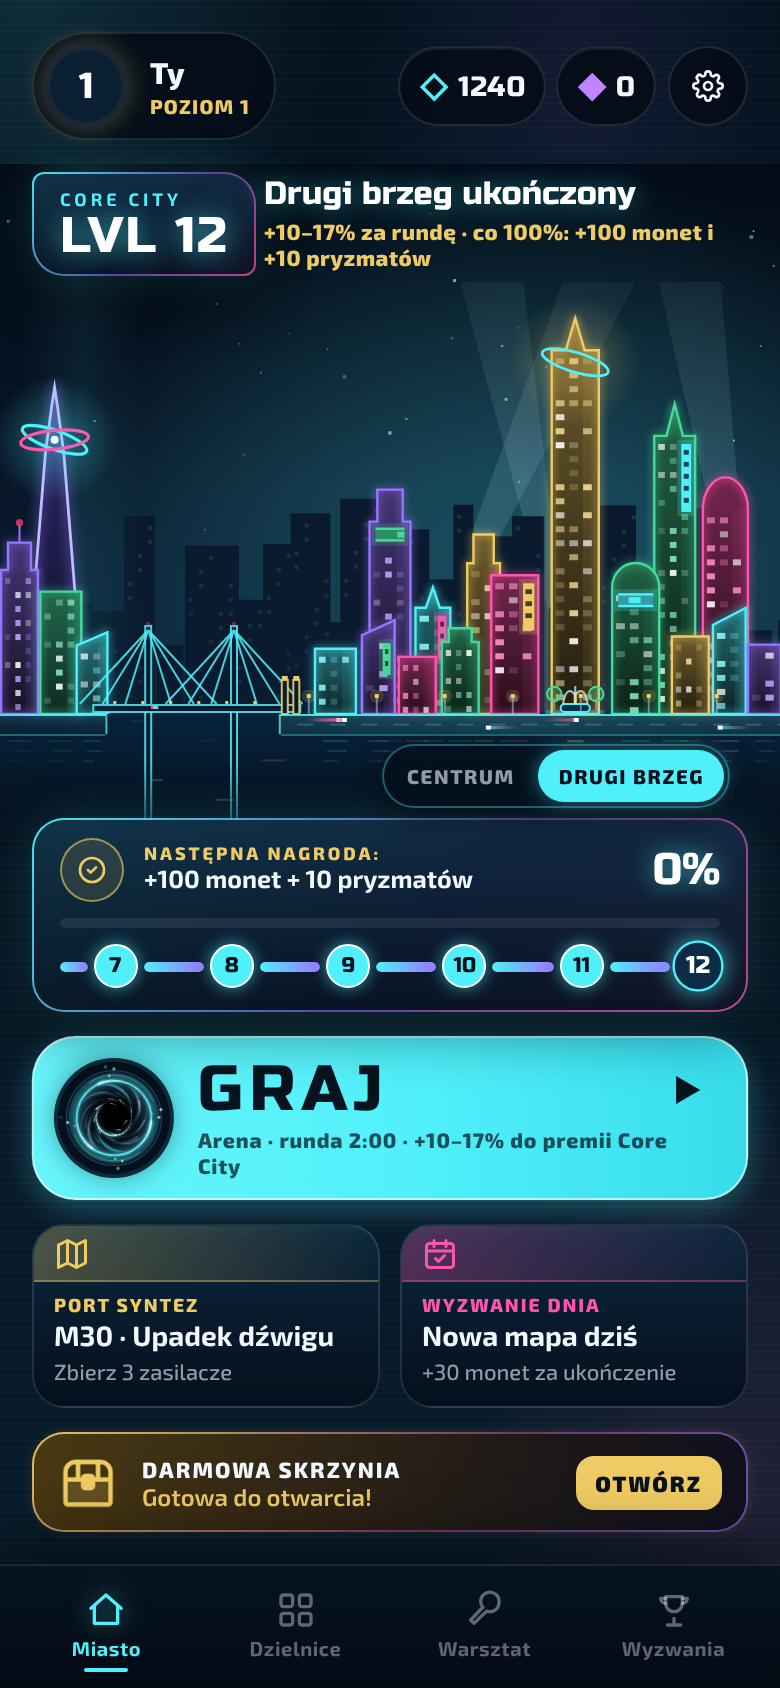 1
Ty
POZIOM 1
1240
0
CORE CITY
LVL 12
Drugi brzeg ukończony
+10–17% za rundę · co 100%: +100 monet i
+10 pryzmatów
CENTRUM
DRUGI BRZEG
NASTĘPNA NAGRODA:
+100 monet + 10 pryzmatów
0%
7
8
9
10
11
12
GRAJ
Arena · runda 2:00 · +10–17% do premii Core
City
PORT SYNTEZ
M30 · Upadek dźwigu
Zbierz 3 zasilacze
WYZWANIE DNIA
Nowa mapa dziś
+30 monet za ukończenie
DARMOWA SKRZYNIA
Gotowa do otwarcia!
OTWÓRZ
Miasto
Dzielnice
Warsztat
Wyzwania